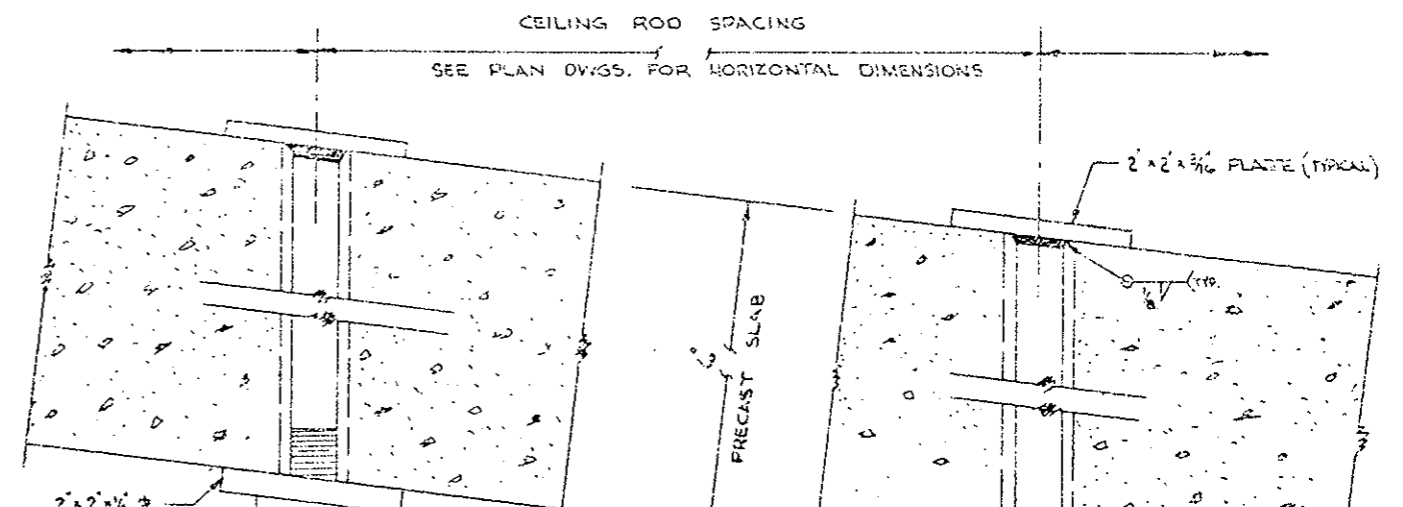 CEILING ROD SPACING
SEE PLAN DWGS. FOR HORIZONTAL DIMENSIONS
2" x 2" x 3/16" PLATE (TYPICAL)
TYP.
PRECAST SLAB